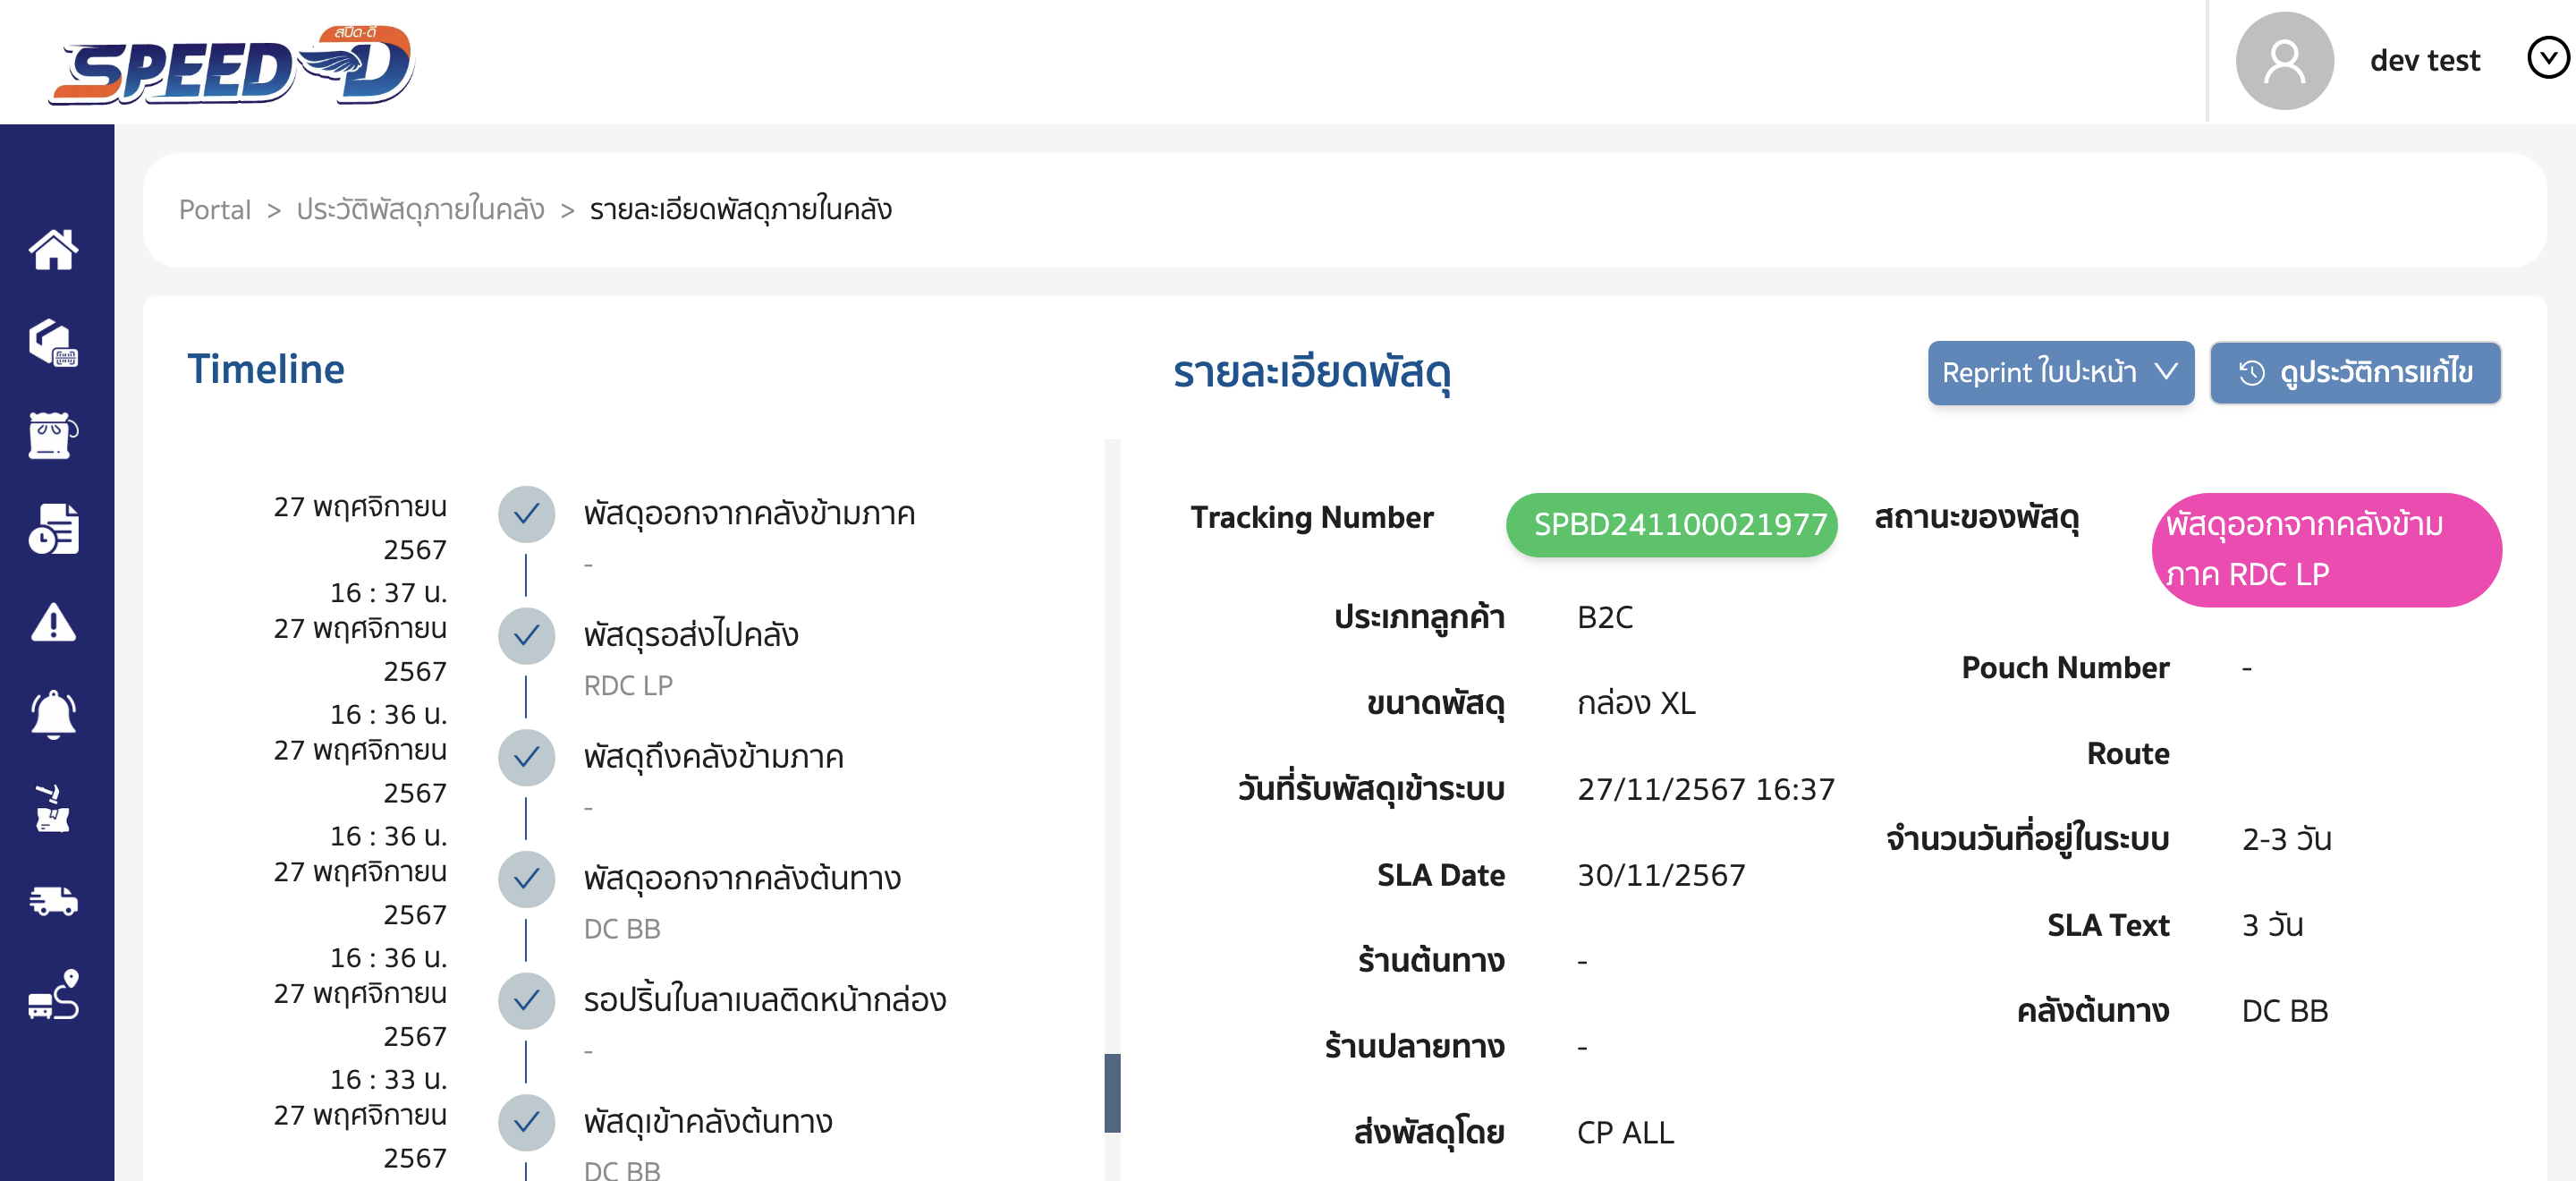 สปีด-ดี
SPEED-D
dev test
Portal > ประวัติพัสดุภายในคลัง > รายละเอียดพัสดุภายในคลัง
Timeline
27 พฤศจิกายน
2567
16 : 37 น.
พัสดุออกจากคลังข้ามภาค
-
27 พฤศจิกายน
2567
16 : 36 น.
พัสดุรอส่งไปคลัง
RDC LP
27 พฤศจิกายน
2567
16 : 36 น.
พัสดุถึงคลังข้ามภาค
-
27 พฤศจิกายน
2567
16 : 36 น.
พัสดุออกจากคลังต้นทาง
DC BB
27 พฤศจิกายน
2567
16 : 33 น.
รอปริ้นใบลาเบลติดหน้ากล่อง
-
27 พฤศจิกายน
2567
พัสดุเข้าคลังต้นทาง
DC BB
รายละเอียดพัสดุ
Reprint ใบปะหน้า
ดูประวัติการแก้ไข
Tracking Number SPBD241100021977
ประเภทลูกค้า B2C
ขนาดพัสดุ กล่อง XL
วันที่รับพัสดุเข้าระบบ 27/11/2567 16:37
SLA Date 30/11/2567
ร้านต้นทาง -
ร้านปลายทาง -
ส่งพัสดุโดย CP ALL
สถานะของพัสดุ พัสดุออกจากคลังข้าม
ภาค RDC LP
Pouch Number -
Route
จำนวนวันที่อยู่ในระบบ 2-3 วัน
SLA Text 3 วัน
คลังต้นทาง DC BB